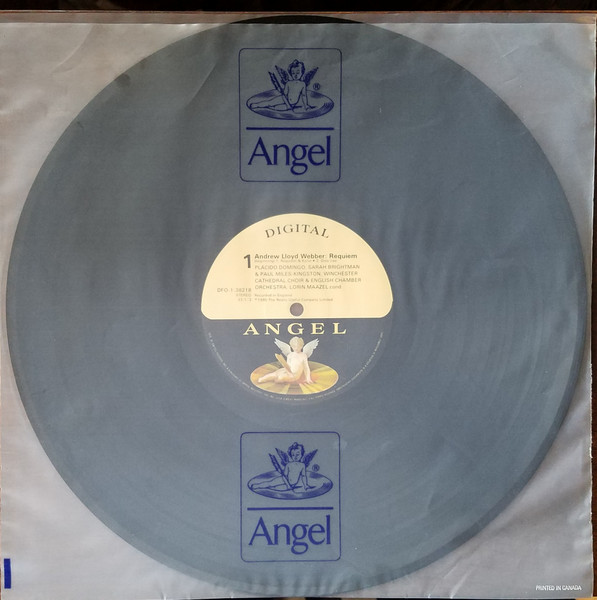 ®
Angel
DIGITAL
1 Andrew Lloyd Webber: Requiem
PLACIDO DOMINGO, SARAH BRIGHTMAN
& PAUL MILES-KINGSTON, WINCHESTER
CATHEDRAL CHOIR & ENGLISH CHAMBER
ORCHESTRA. LORIN MAAZEL cond.
STEREO
ANGEL
®
Angel
PRINTED IN CANADA